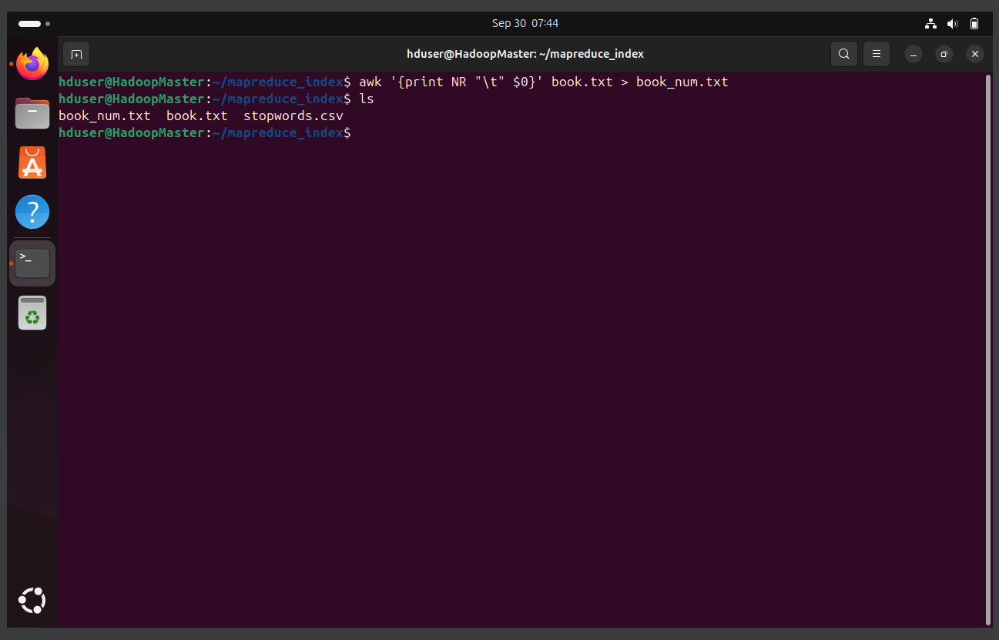 Sep 30 07:44
hduser@HadoopMaster: ~/mapreduce_index
hduser@HadoopMaster:~/mapreduce_index$ awk '{print NR "\t" $0}' book.txt > book_num.txt
hduser@HadoopMaster:~/mapreduce_index$ ls
book_num.txt  book.txt  stopwords.csv
hduser@HadoopMaster:~/mapreduce_index$